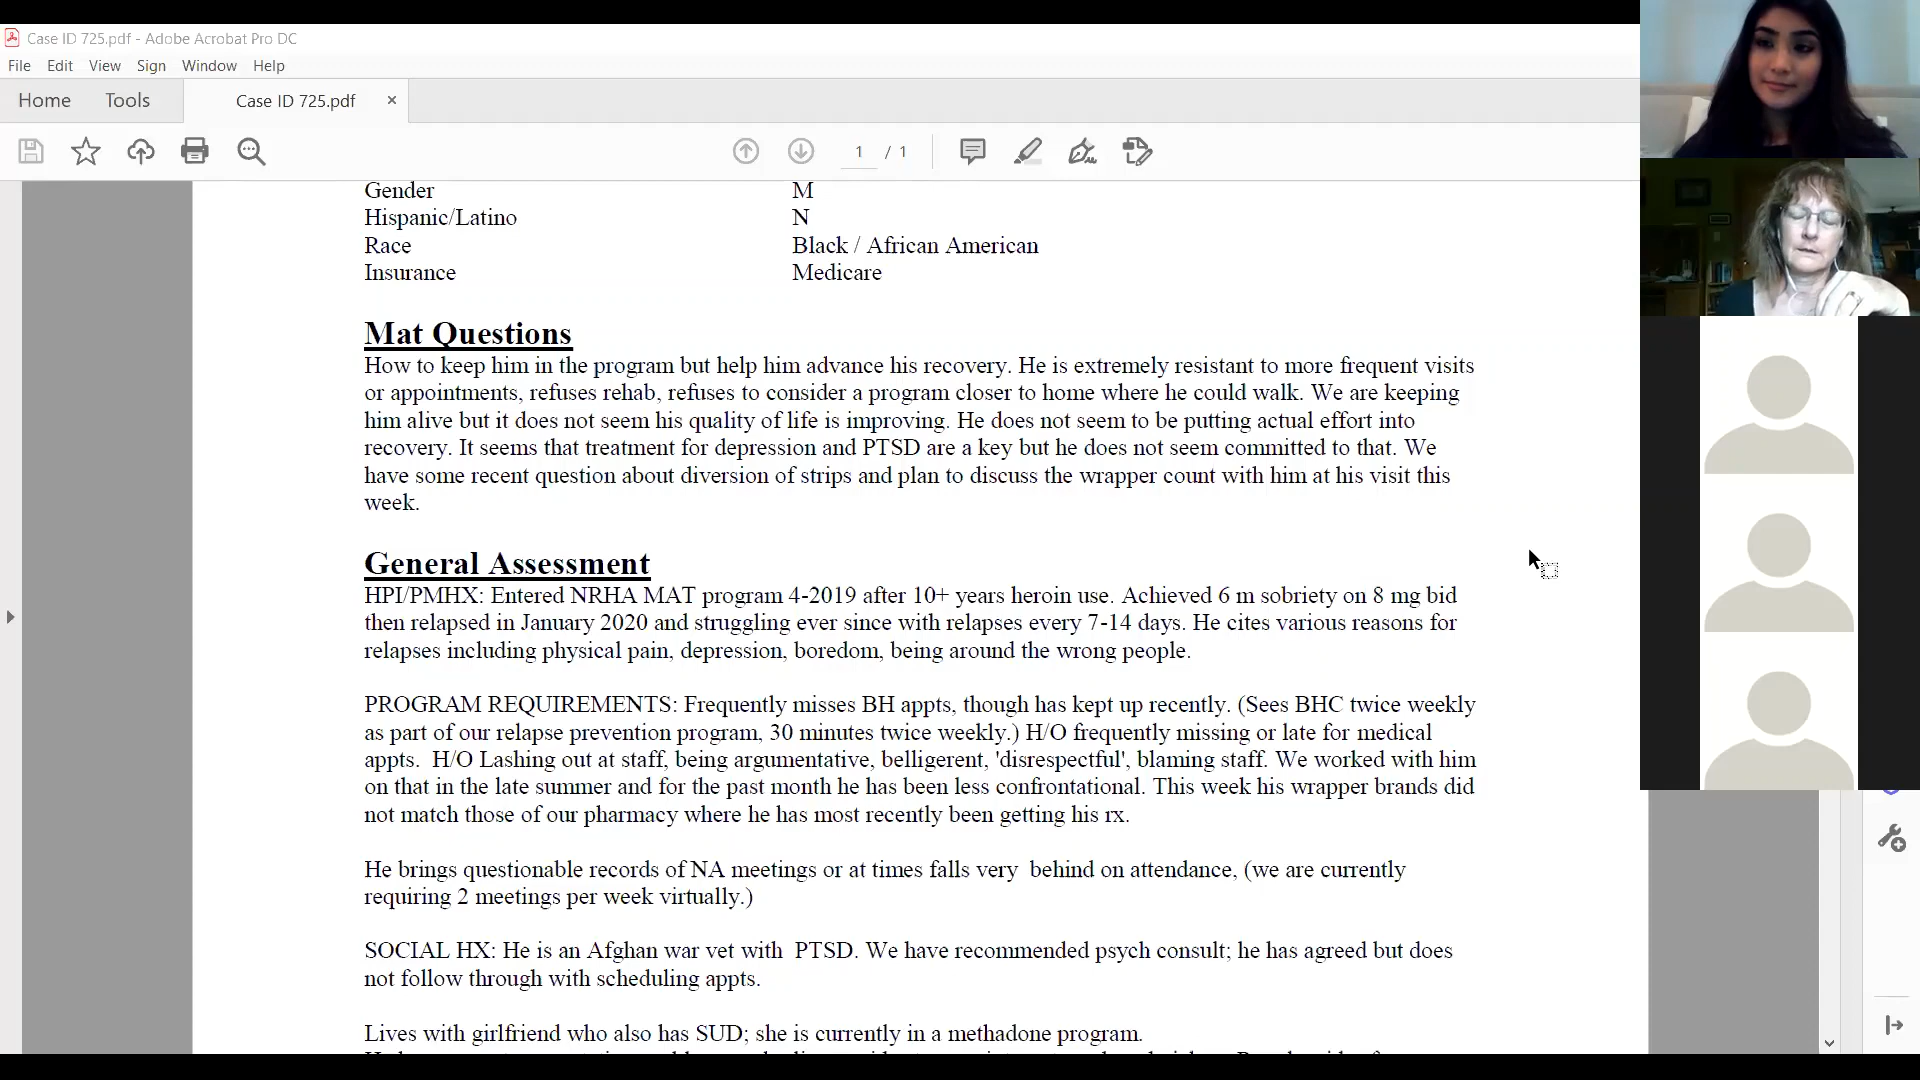 Case ID 725.pdf - Adobe Acrobat Pro DC
File Edit View Sign Window Help
Home Tools Case ID 725.pdf ×
1 / 1
Gender M
Hispanic/Latino N
Race Black / African American
Insurance Medicare
Mat Questions
How to keep him in the program but help him advance his recovery. He is extremely resistant to more frequent visits
or appointments, refuses rehab, refuses to consider a program closer to home where he could walk. We are keeping
him alive but it does not seem his quality of life is improving. He does not seem to be putting actual effort into
recovery. It seems that treatment for depression and PTSD are a key but he does not seem committed to that. We
have some recent question about diversion of strips and plan to discuss the wrapper count with him at his visit this
week.
General Assessment
HPI/PMHX: Entered NRHA MAT program 4-2019 after 10+ years heroin use. Achieved 6 m sobriety on 8 mg bid
then relapsed in January 2020 and struggling ever since with relapses every 7-14 days. He cites various reasons for
relapses including physical pain, depression, boredom, being around the wrong people.
PROGRAM REQUIREMENTS: Frequently misses BH appts, though has kept up recently. (Sees BHC twice weekly
as part of our relapse prevention program, 30 minutes twice weekly.) H/O frequently missing or late for medical
appts. H/O Lashing out at staff, being argumentative, belligerent, 'disrespectful', blaming staff. We worked with him
on that in the late summer and for the past month he has been less confrontational. This week his wrapper brands did
not match those of our pharmacy where he has most recently been getting his rx.
He brings questionable records of NA meetings or at times falls very behind on attendance, (we are currently
requiring 2 meetings per week virtually.)
SOCIAL HX: He is an Afghan war vet with PTSD. We have recommended psych consult; he has agreed but does
not follow through with scheduling appts.
Lives with girlfriend who also has SUD; she is currently in a methadone program.